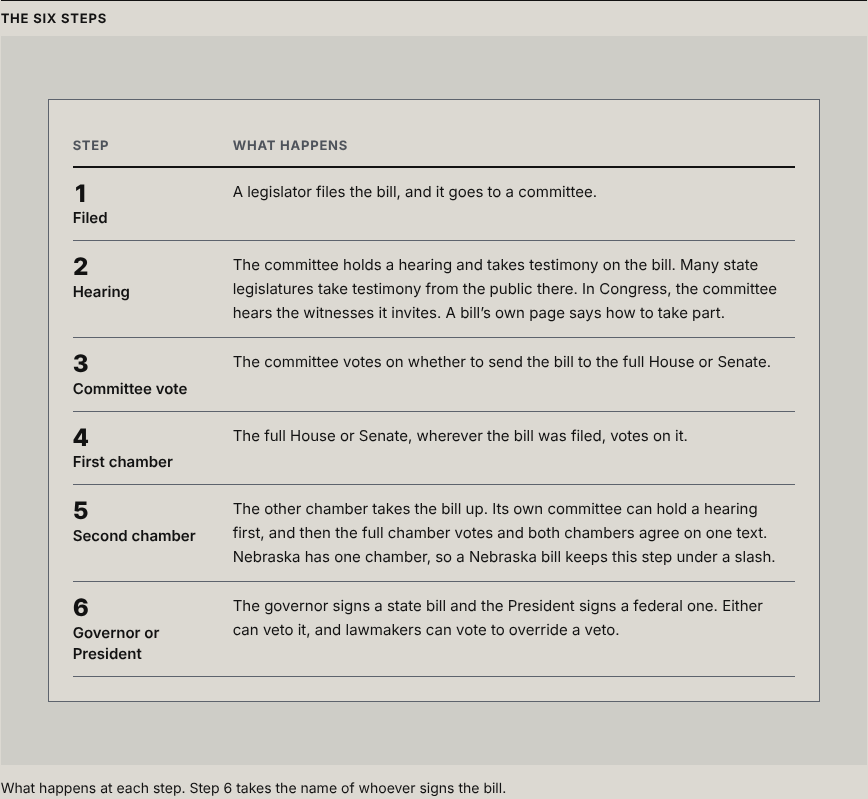 THE SIX STEPS
STEP
WHAT HAPPENS
1
Filed
A legislator files the bill, and it goes to a committee.
2
Hearing
The committee holds a hearing and takes testimony on the bill. Many state
legislatures take testimony from the public there. In Congress, the committee
hears the witnesses it invites. A bill’s own page says how to take part.
3
Committee vote
The committee votes on whether to send the bill to the full House or Senate.
4
First chamber
The full House or Senate, wherever the bill was filed, votes on it.
5
Second chamber
The other chamber takes the bill up. Its own committee can hold a hearing
first, and then the full chamber votes and both chambers agree on one text.
Nebraska has one chamber, so a Nebraska bill keeps this step under a slash.
6
Governor or
President
The governor signs a state bill and the President signs a federal one. Either
can veto it, and lawmakers can vote to override a veto.
What happens at each step. Step 6 takes the name of whoever signs the bill.